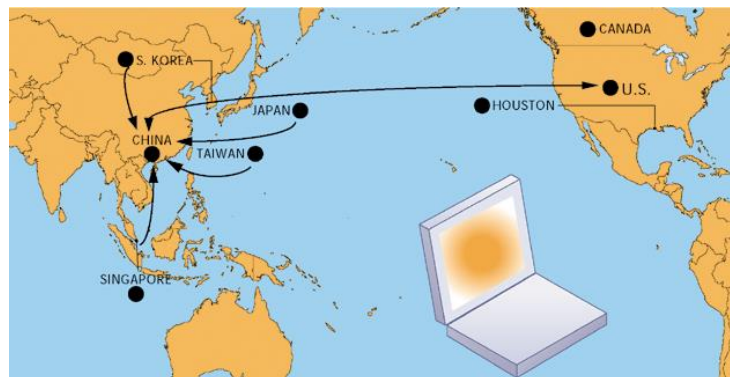 CANADA
S. KOREA
U.S.
JAPAN
HOUSTON
CHINA
TAIWAN
SINGAPORE